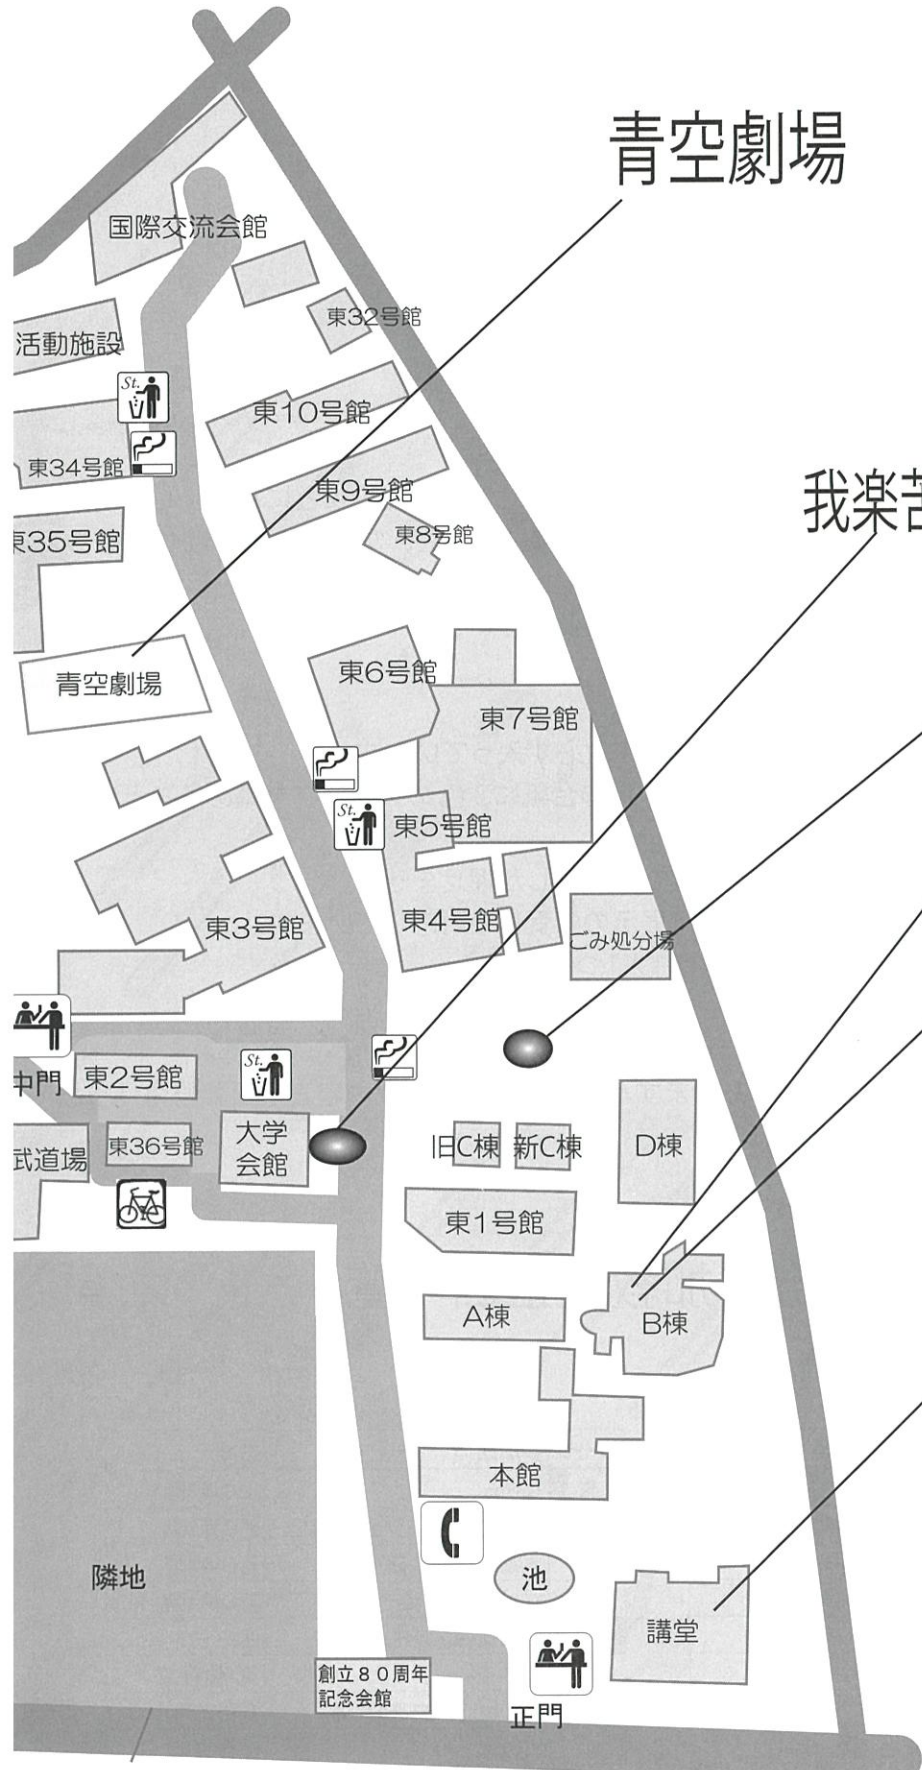 青空劇場
国際交流会館
東32号館
活動施設
St.
東10号館
東34号館
東9号館
我楽
東35号館
東8号館
青空劇場
東6号館
東7号館
St.
東5号館
東3号館
東4号館
ごみ処分場
中門
東2号館
St.
武道場
東36号館
大学
会館
旧C棟
新C棟
D棟
東1号館
A棟
B棟
本館
隣地
池
講堂
創立80周年
記念会館
正門